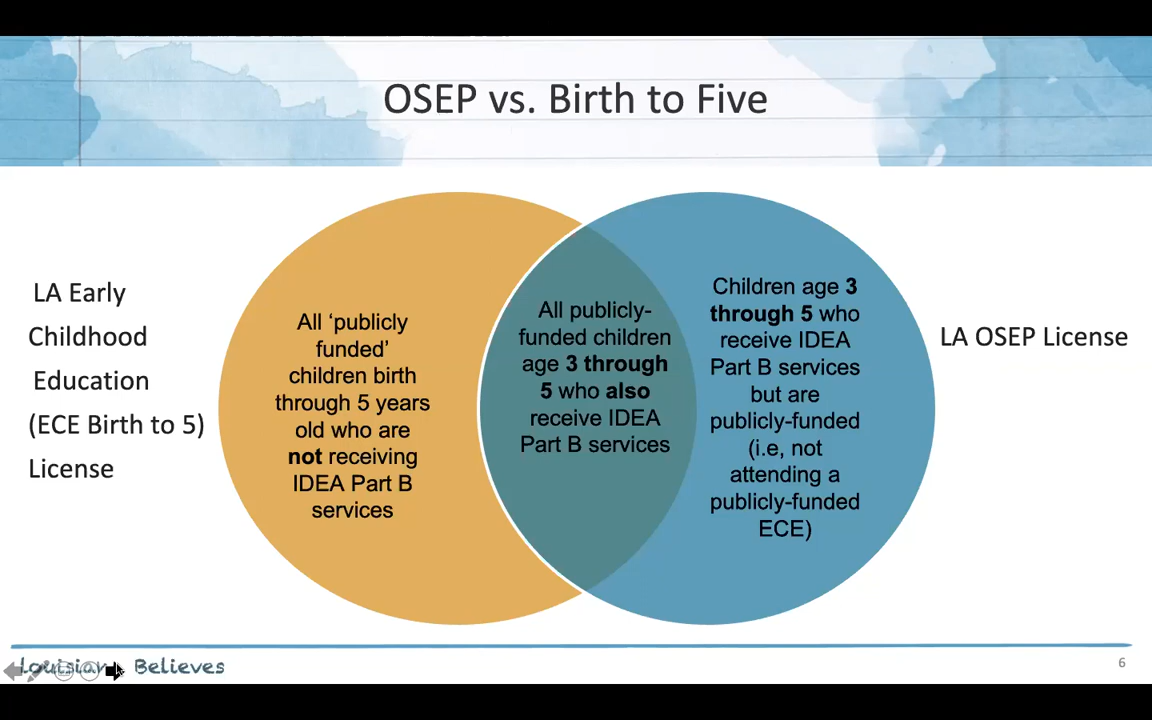 OSEP vs. Birth to Five
LA Early
Childhood
Education
(ECE Birth to 5)
License
All ‘publicly
funded’
children birth
through 5 years
old who are
not receiving
IDEA Part B
services
All publicly-
funded children
age 3 through
5 who also
receive IDEA
Part B services
Children age 3
through 5 who
receive IDEA
Part B services
but are
publicly-funded
(i.e, not
attending a
publicly-funded
ECE)
LA OSEP License
Louisiana Believes
6